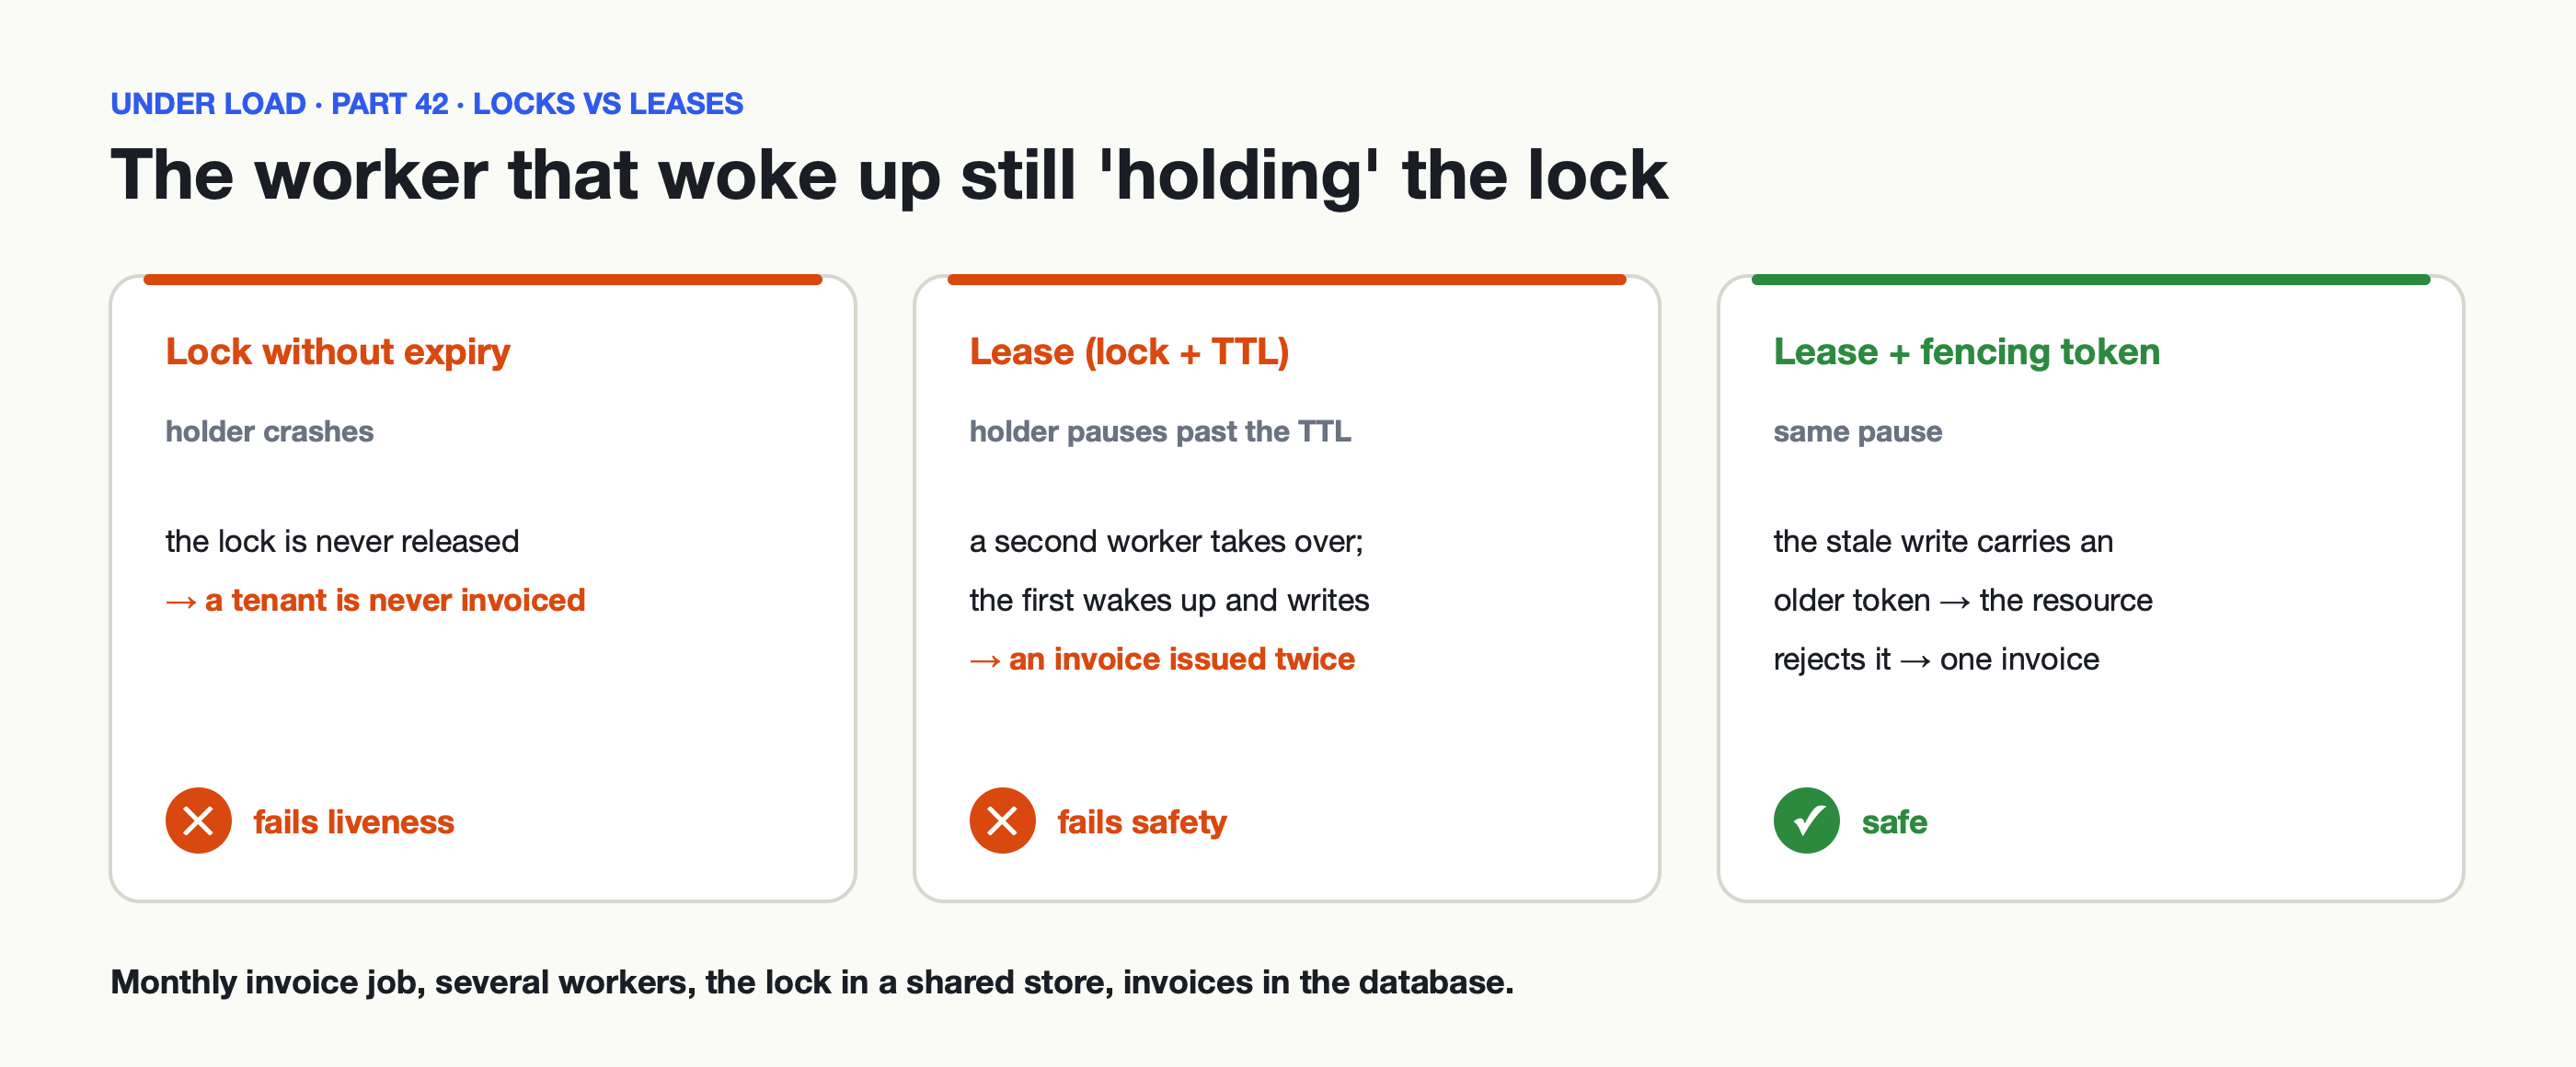 UNDER LOAD · PART 42 · LOCKS VS LEASES
The worker that woke up still 'holding' the lock
Lock without expiry
holder crashes
the lock is never released
→ a tenant is never invoiced
fails liveness
Lease (lock + TTL)
holder pauses past the TTL
a second worker takes over;
the first wakes up and writes
→ an invoice issued twice
fails safety
Lease + fencing token
same pause
the stale write carries an
older token → the resource
rejects it → one invoice
safe
Monthly invoice job, several workers, the lock in a shared store, invoices in the database.